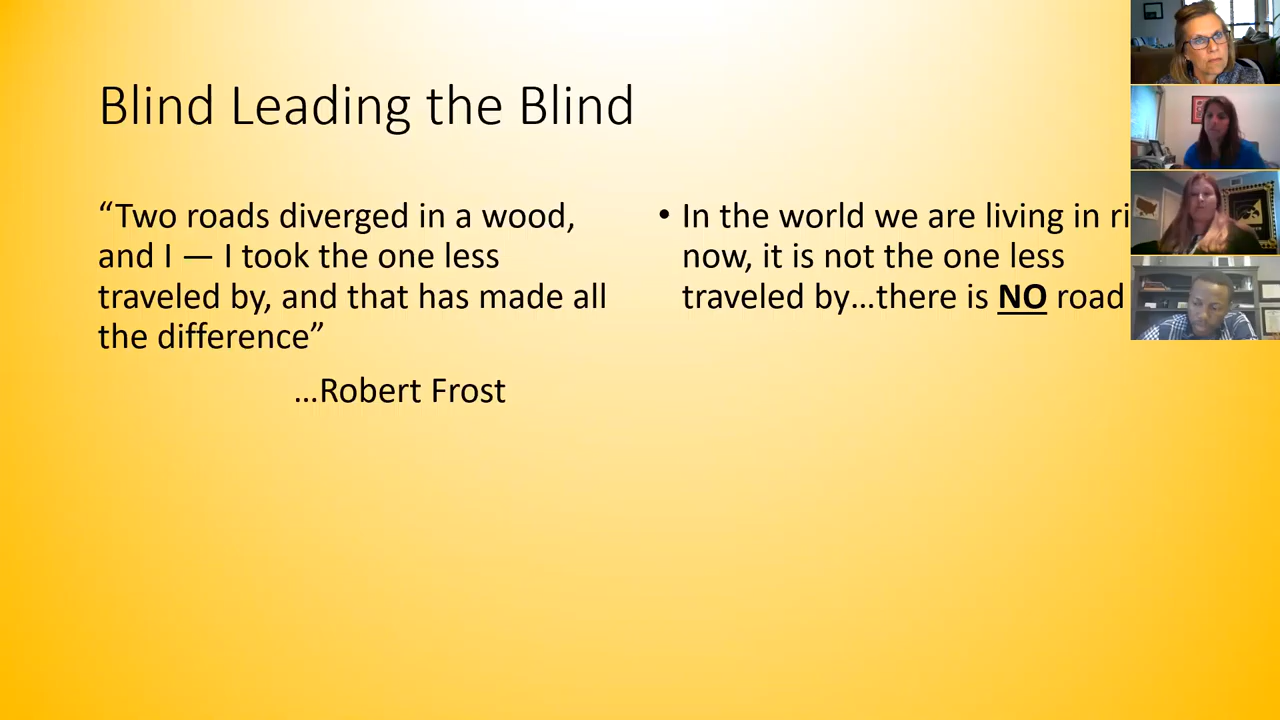 Blind Leading the Blind
“Two roads diverged in a wood,
and I — I took the one less
traveled by, and that has made all
the difference”
…Robert Frost
• In the world we are living in
now, it is not the one less
traveled by…there is NO road